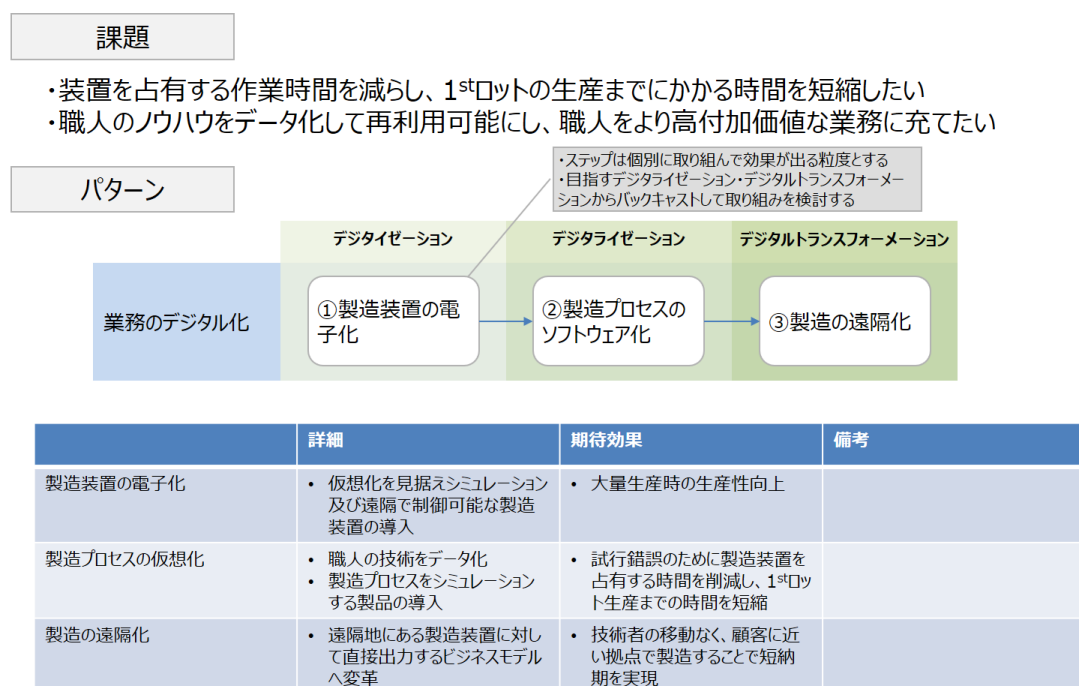 課題
・装置を占有する作業時間を減らし、1stロットの生産までにかかる時間を短縮したい
・職人のノウハウをデータ化して再利用可能にし、職人をより高付加価値な業務に充てたい
パターン
・ステップは個別に取り組んで効果が出る粒度とする
・目指すデジタライゼーション・デジタルトランスフォーメー
ションからバックキャストして取り組みを検討する
デジタイゼーション
デジタライゼーション
デジタルトランスフォーメーション
業務のデジタル化
①製造装置の電
子化
②製造プロセスの
ソフトウェア化
③製造の遠隔化
詳細
期待効果
備考
製造装置の電子化
• 仮想化を見据えシミュレーション
及び遠隔で制御可能な製造
装置の導入
• 大量生産時の生産性向上
製造プロセスの仮想化
• 職人の技術をデータ化
• 製造プロセスをシミュレーション
する製品の導入
• 試行錯誤のために製造装置を
占有する時間を削減し、1stロッ
ト生産までの時間を短縮
製造の遠隔化
• 遠隔地にある製造装置に対し
て直接出力するビジネスモデル
へ変革
• 技術者の移動なく、顧客に近
い拠点で製造することで短納
期を実現